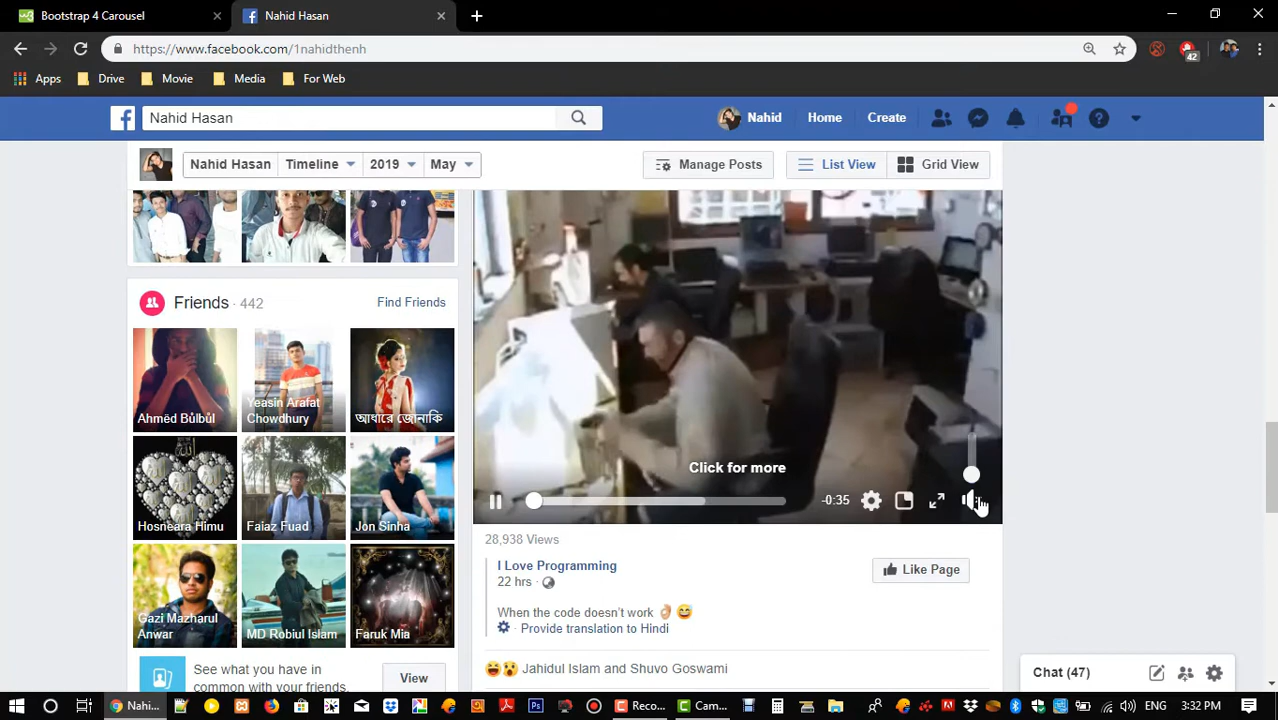 Bootstrap 4 Carousel
Nahid Hasan
https://www.facebook.com/1nahidthenh
42
Apps
Drive
Movie
Media
For Web
Nahid Hasan
Nahid
Home
Create
Nahid Hasan
Timeline
2019
May
Manage Posts
List View
Grid View
Friends · 442
Find Friends
Ahmëd Bůlbůl
Yeasin Arafat
Chowdhury
আধারে জোনাকি
Hosneara Himu
Faiaz Fuad
Jon Sinha
Gazi Mazharul
Anwar
MD Robiul Islam
Faruk Mia
See what you have in
common with your friends.
View
Click for more
-0:35
28,938 Views
I Love Programming
22 hrs ·
Like Page
When the code doesn't work 👌🏼😅
· Provide translation to Hindi
Jahidul Islam and Shuvo Goswami
Chat (47)
Nahi...
Reco...
Cam...
ENG
3:32 PM